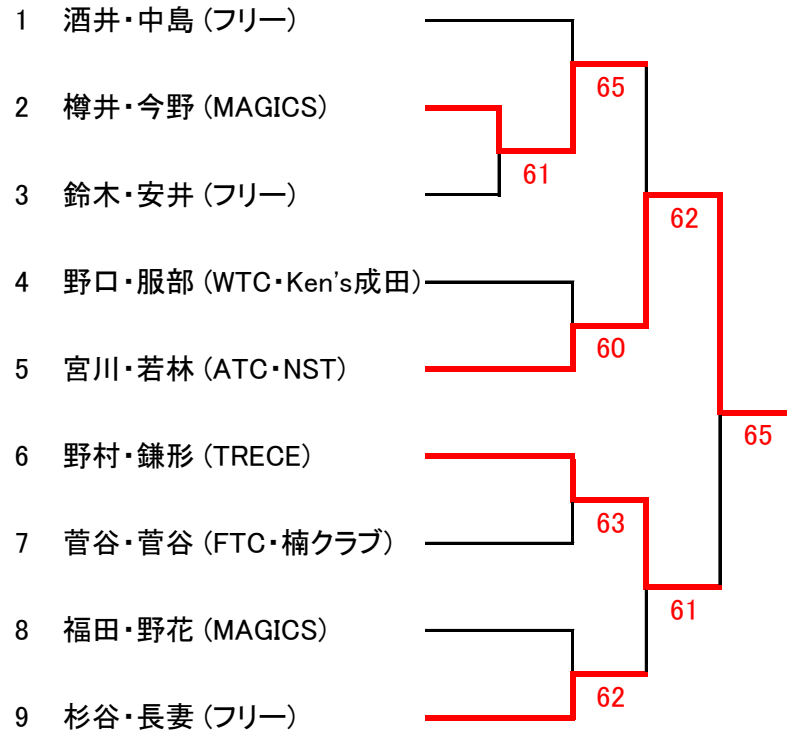 1 酒井・中島 (フリー)
65
2 樽井・今野 (MAGICS)
61
3 鈴木・安井 (フリー)
62
4 野口・服部 (WTC・Ken's成田)
60
5 宮川・若林 (ATC・NST)
65
6 野村・鎌形 (TRECE)
63
7 菅谷・菅谷 (FTC・楠クラブ)
61
8 福田・野花 (MAGICS)
62
9 杉谷・長妻 (フリー)